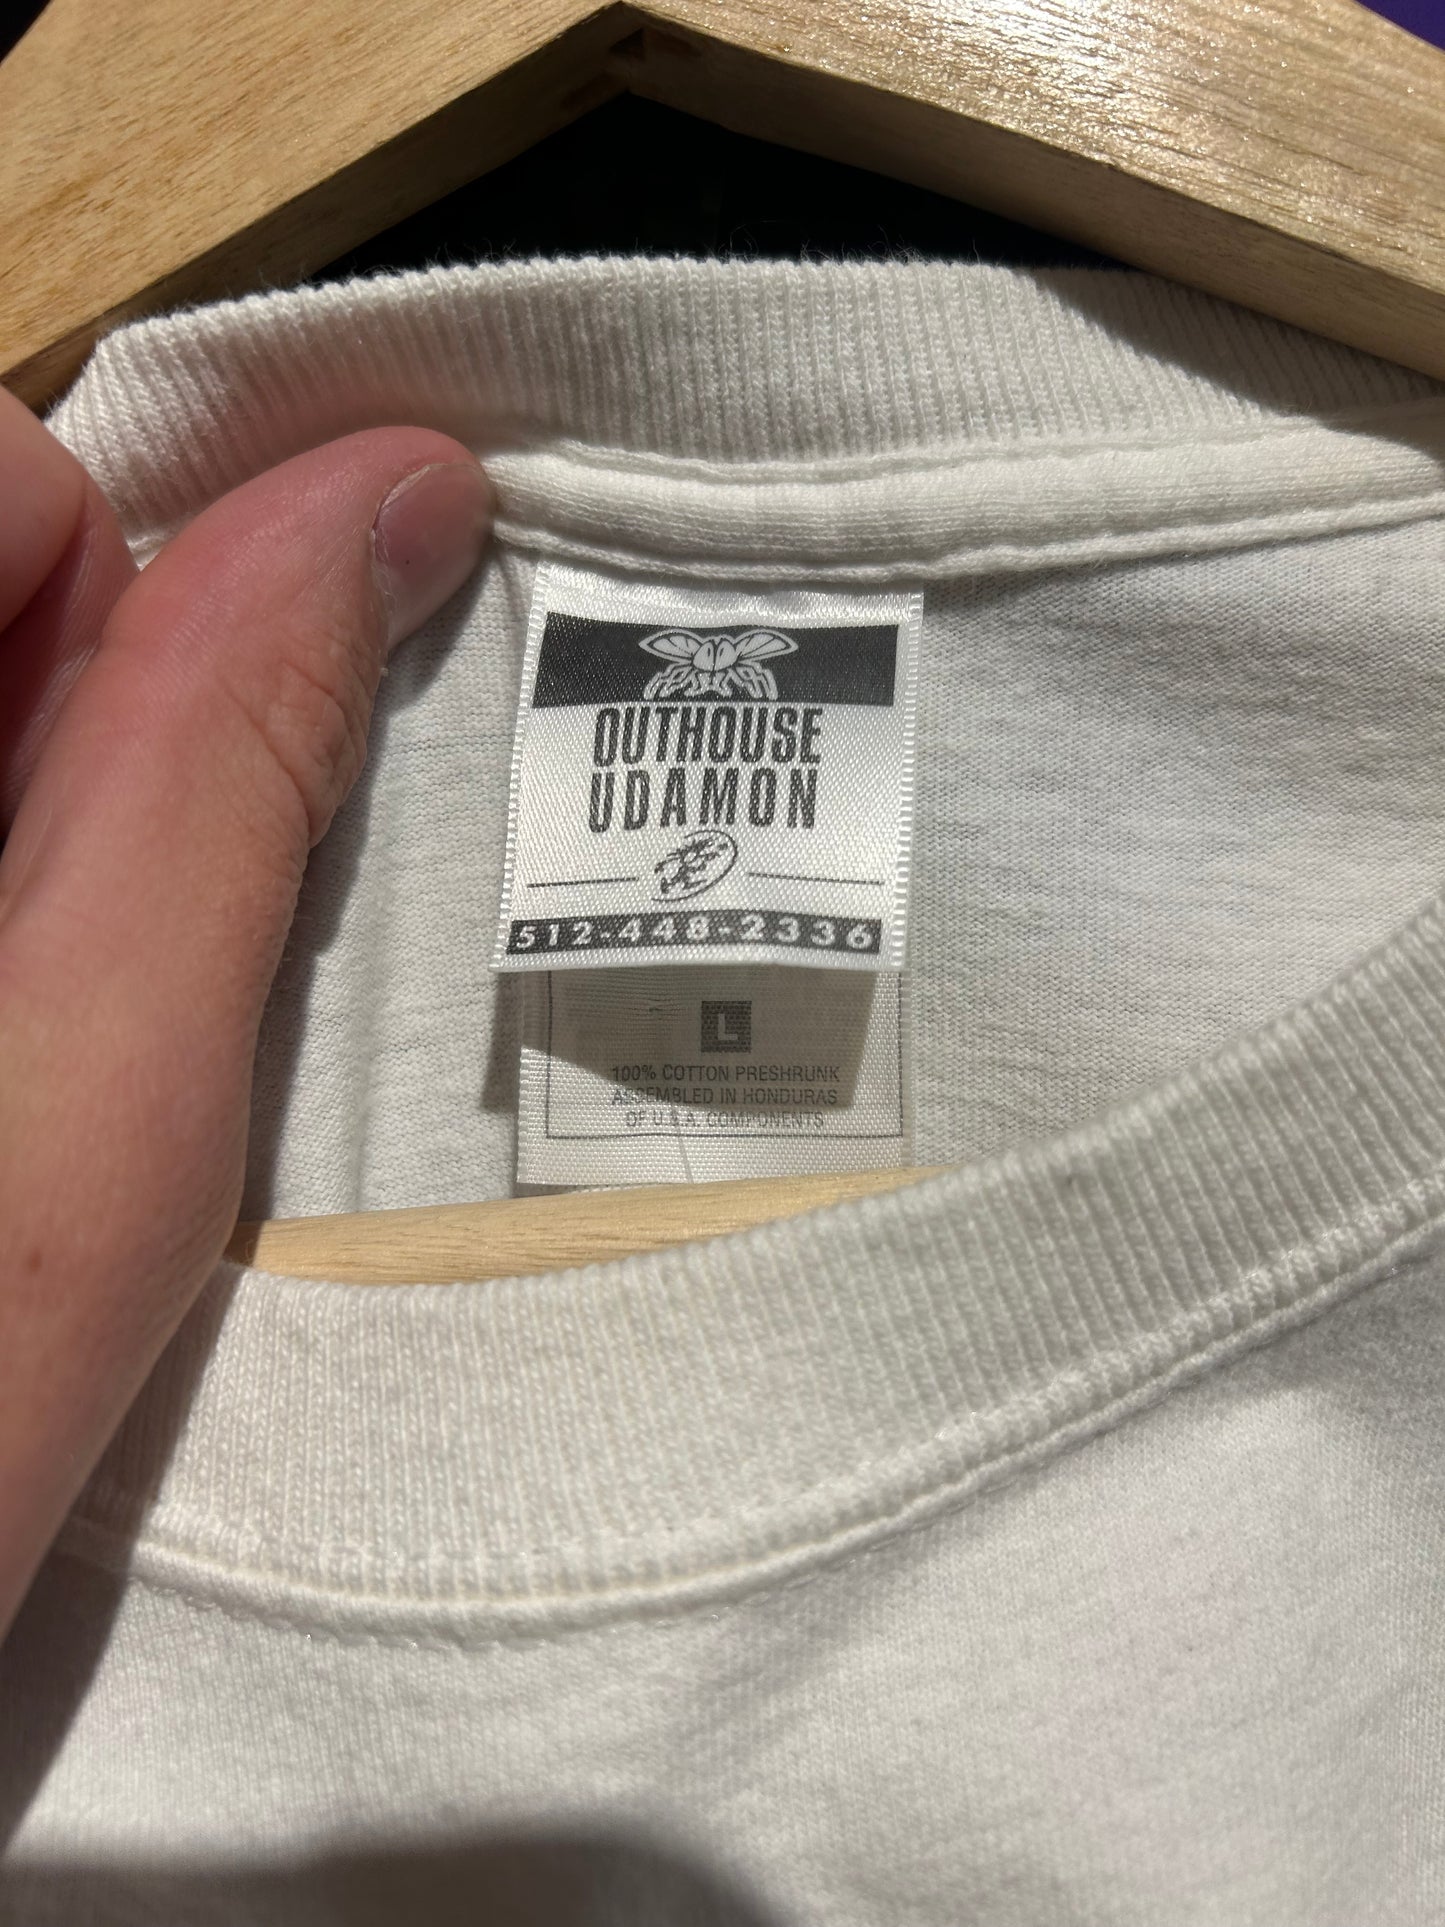 OUTHOUSE
UDAMON
512-448-2336
L
100% COTTON PRESHRUNK
ASSEMBLED IN HONDURAS
OF U.S.A. COMPONENTS